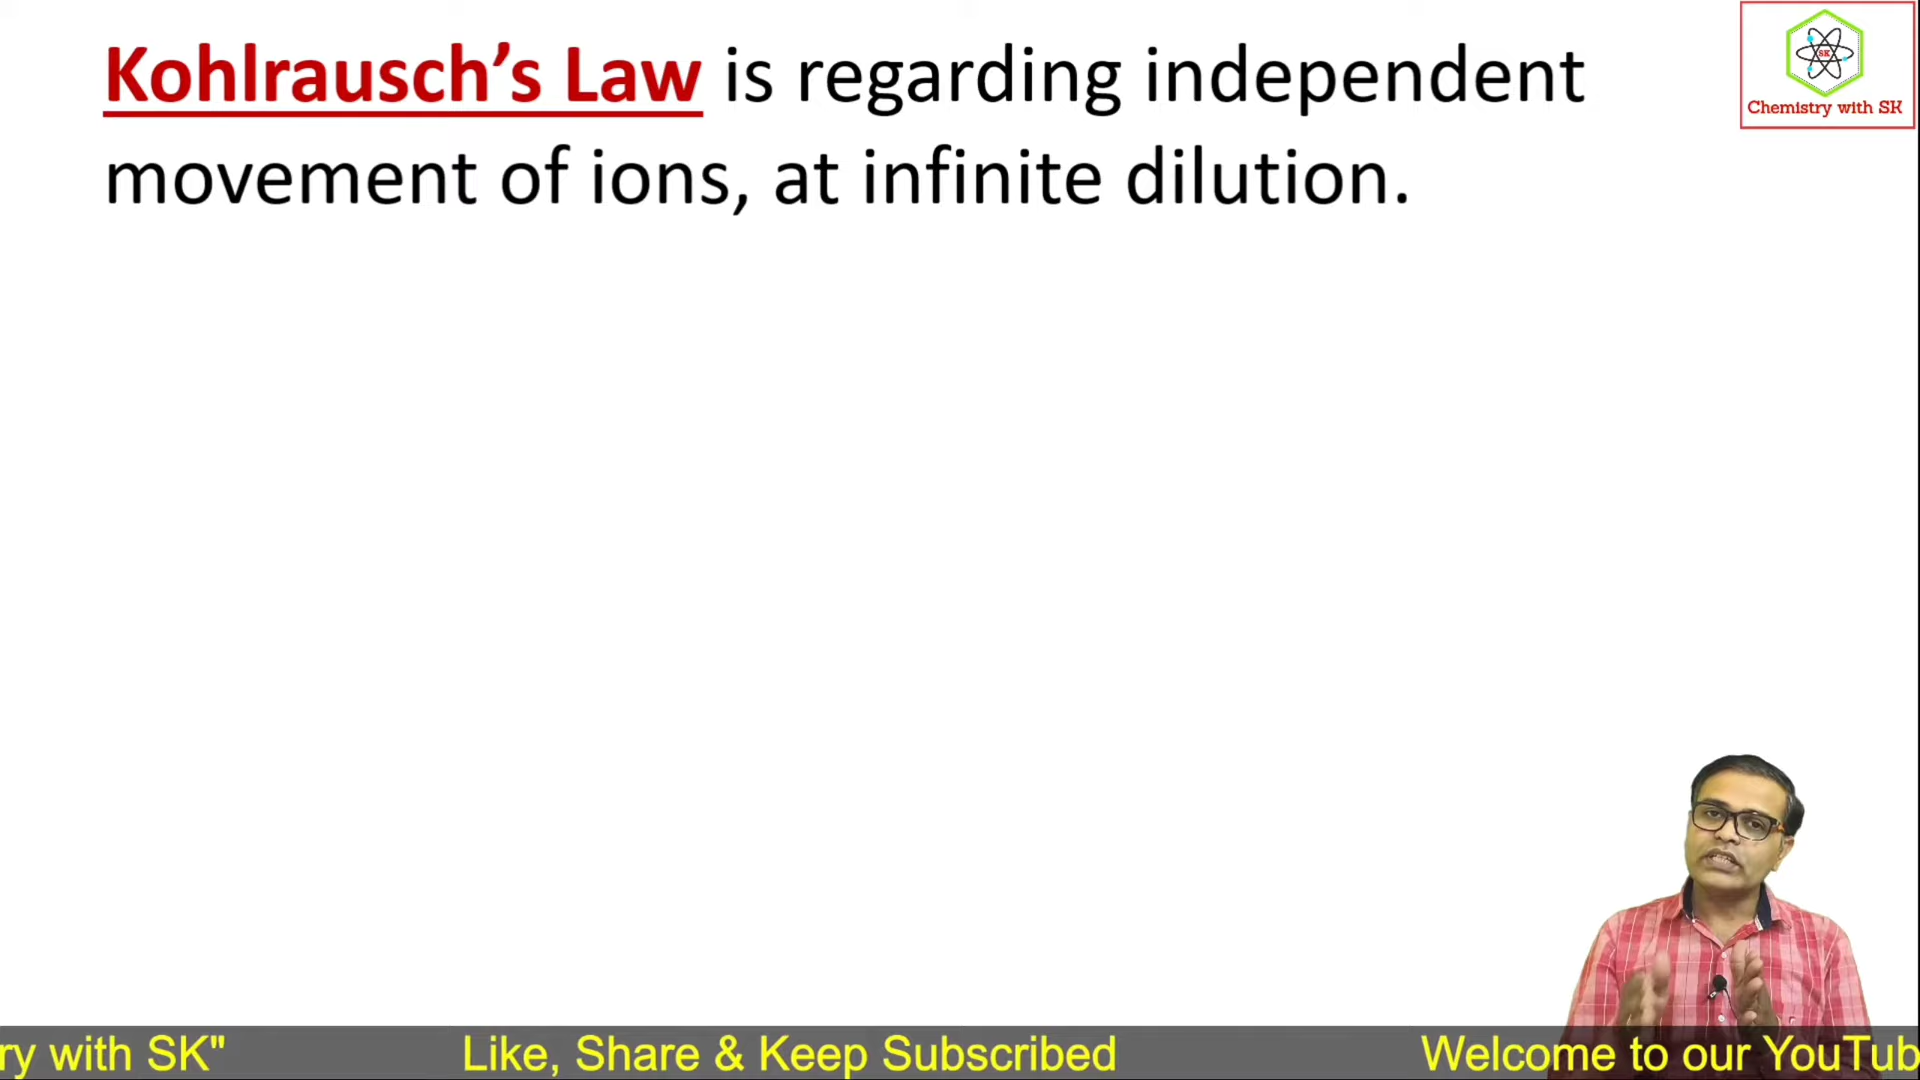 Kohlrausch’s Law is regarding independent
movement of ions, at infinite dilution.
SK
Chemistry with SK
ry with SK" Like, Share & Keep Subscribed Welcome to our YouTub